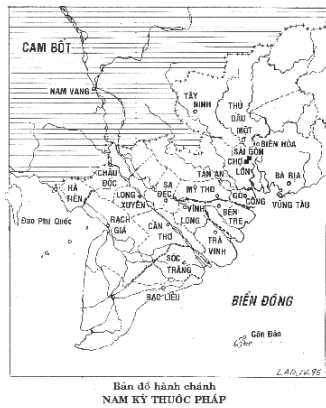 CAM BỐT
NAM VANG
TÂY
NINH
THỦ
DẦU
MỘT
BIÊN HÒA
SÀI GÒN
CHỢ
LỚN
BÀ RỊA
VŨNG TÀU
TÂN AN
MỸ THO
GÒ
CÔNG
BẾN
TRE
CHÂU
ĐỐC
HÀ
TIÊN
LONG
XUYÊN
SA
ĐEC
VĨNH
LONG
TRÀ
VINH
CẦN
THƠ
RẠCH
GIÁ
SÓC
TRĂNG
BẠC LIÊU
Đảo Phú Quốc
BIỂN ĐÔNG
Côn Đảo
LAD, IV-95
Bản đồ hành chánh
NAM KỲ THUỘC PHÁP